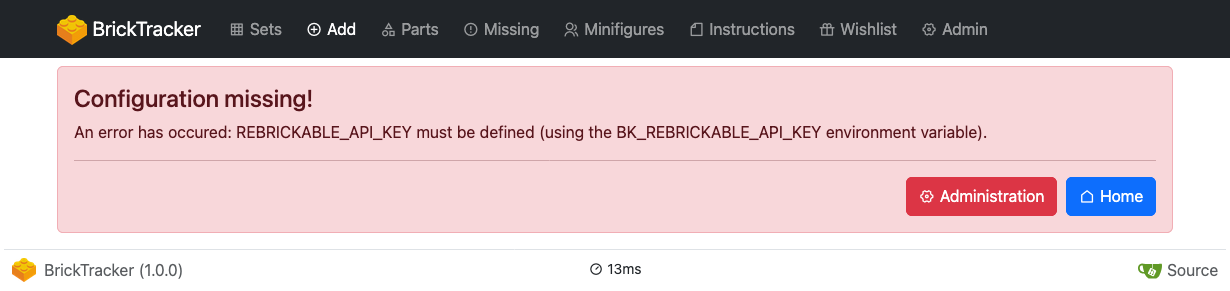 BrickTracker Sets Add Parts Missing Minifigures Instructions Wishlist Admin
Configuration missing!
An error has occured: REBRICKABLE_API_KEY must be defined (using the BK_REBRICKABLE_API_KEY environment variable).
Administration Home
BrickTracker (1.0.0) 13ms Source